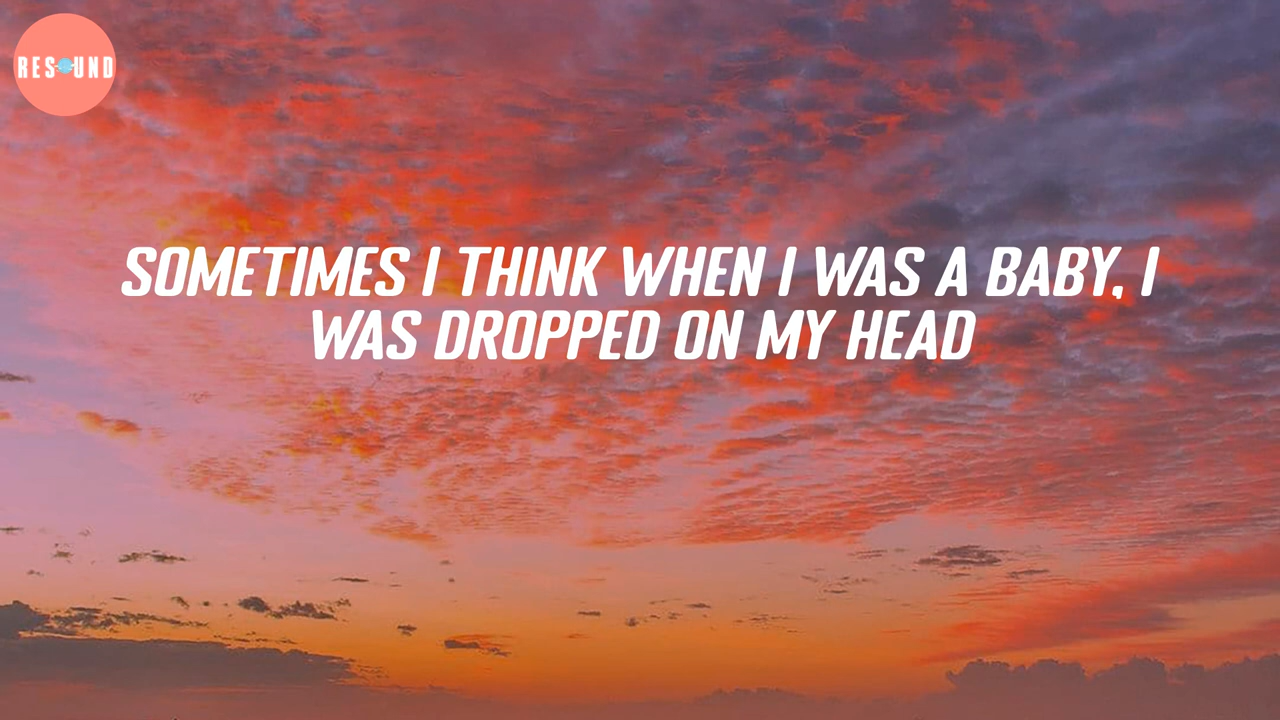 RESOUND
SOMETIMES I THINK WHEN I WAS A BABY, I
WAS DROPPED ON MY HEAD